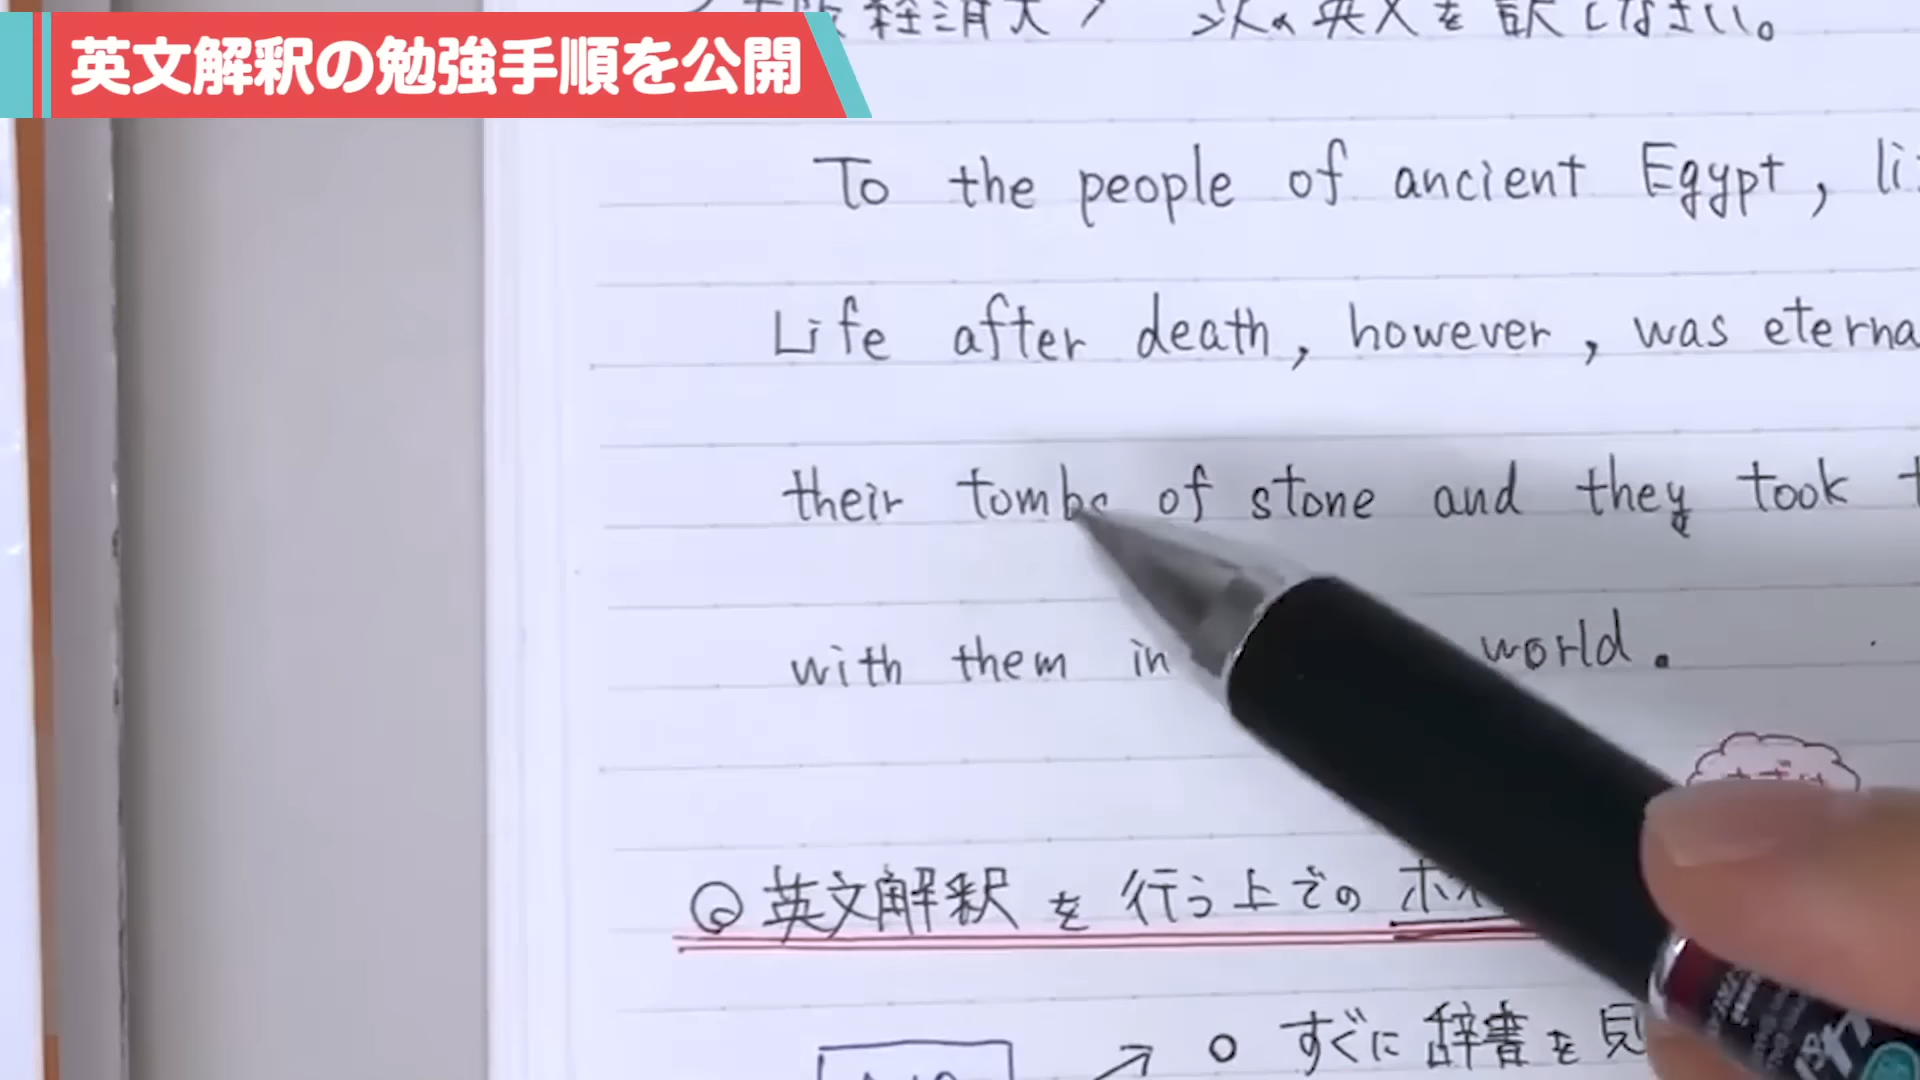 英文解釈の勉強手順を公開
経済大 次の英文を訳しなさい。
To the people of ancient Egypt,
Life after death, however, was
their tombs of stone and they took
with them in world.
英文解釈を行う上での
○ すぐに辞書を見